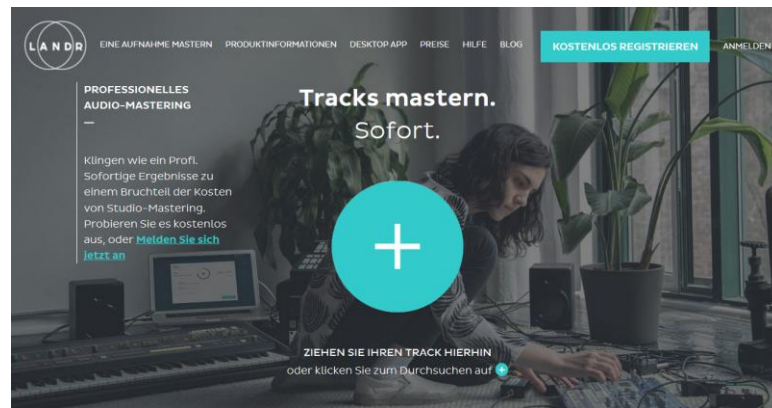 LANDR
EINE AUFNAHME MASTERN
PRODUKTINFORMATIONEN
DESKTOP APP
PREISE
HILFE
BLOG
KOSTENLOS REGISTRIEREN
ANMELDEN
PROFESSIONELLES
AUDIO-MASTERING
Klingen wie ein Profi.
Sofortige Ergebnisse zu
einem Bruchteil der Kosten
von Studio-Mastering.
Probieren Sie es kostenlos
aus, oder Melden Sie sich
jetzt an
Tracks mastern.
Sofort.
ZIEHEN SIE IHREN TRACK HIERHIN
oder klicken Sie zum Durchsuchen auf